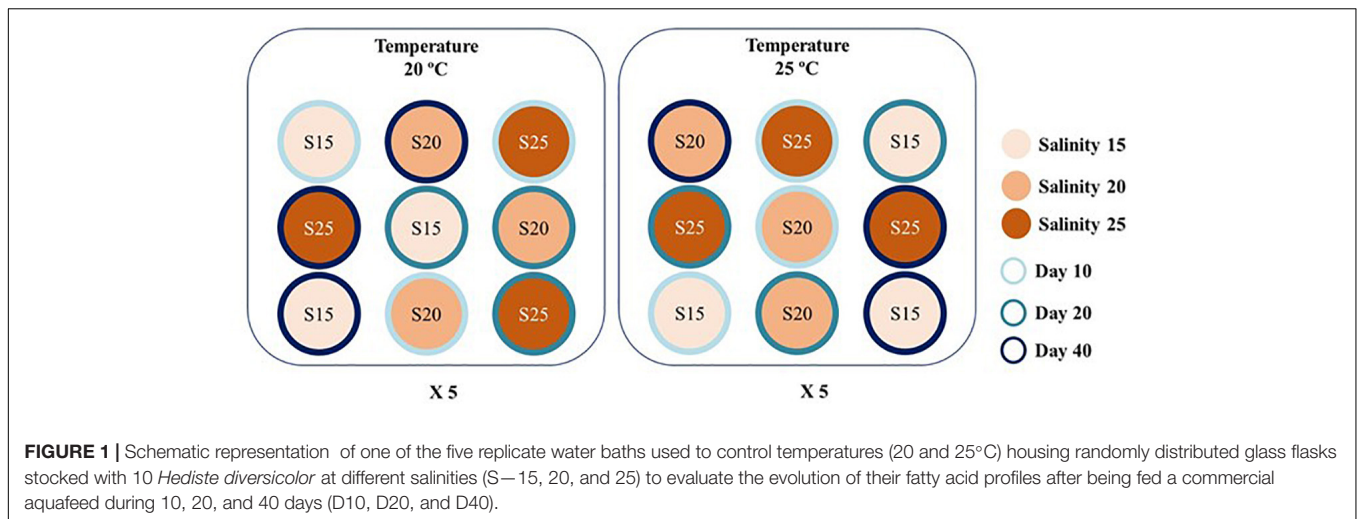 Temperature
20 ºC
S15 S20 S25
S25 S15 S20
S15 S20 S25
X 5
Temperature
25 ºC
S20 S25 S15
S25 S20 S25
S15 S20 S15
X 5
Salinity 15
Salinity 20
Salinity 25
Day 10
Day 20
Day 40
FIGURE 1 | Schematic representation of one of the five replicate water baths used to control temperatures (20 and 25°C) housing randomly distributed glass flasks
stocked with 10 Hediste diversicolor at different salinities (S—15, 20, and 25) to evaluate the evolution of their fatty acid profiles after being fed a commercial
aquafeed during 10, 20, and 40 days (D10, D20, and D40).